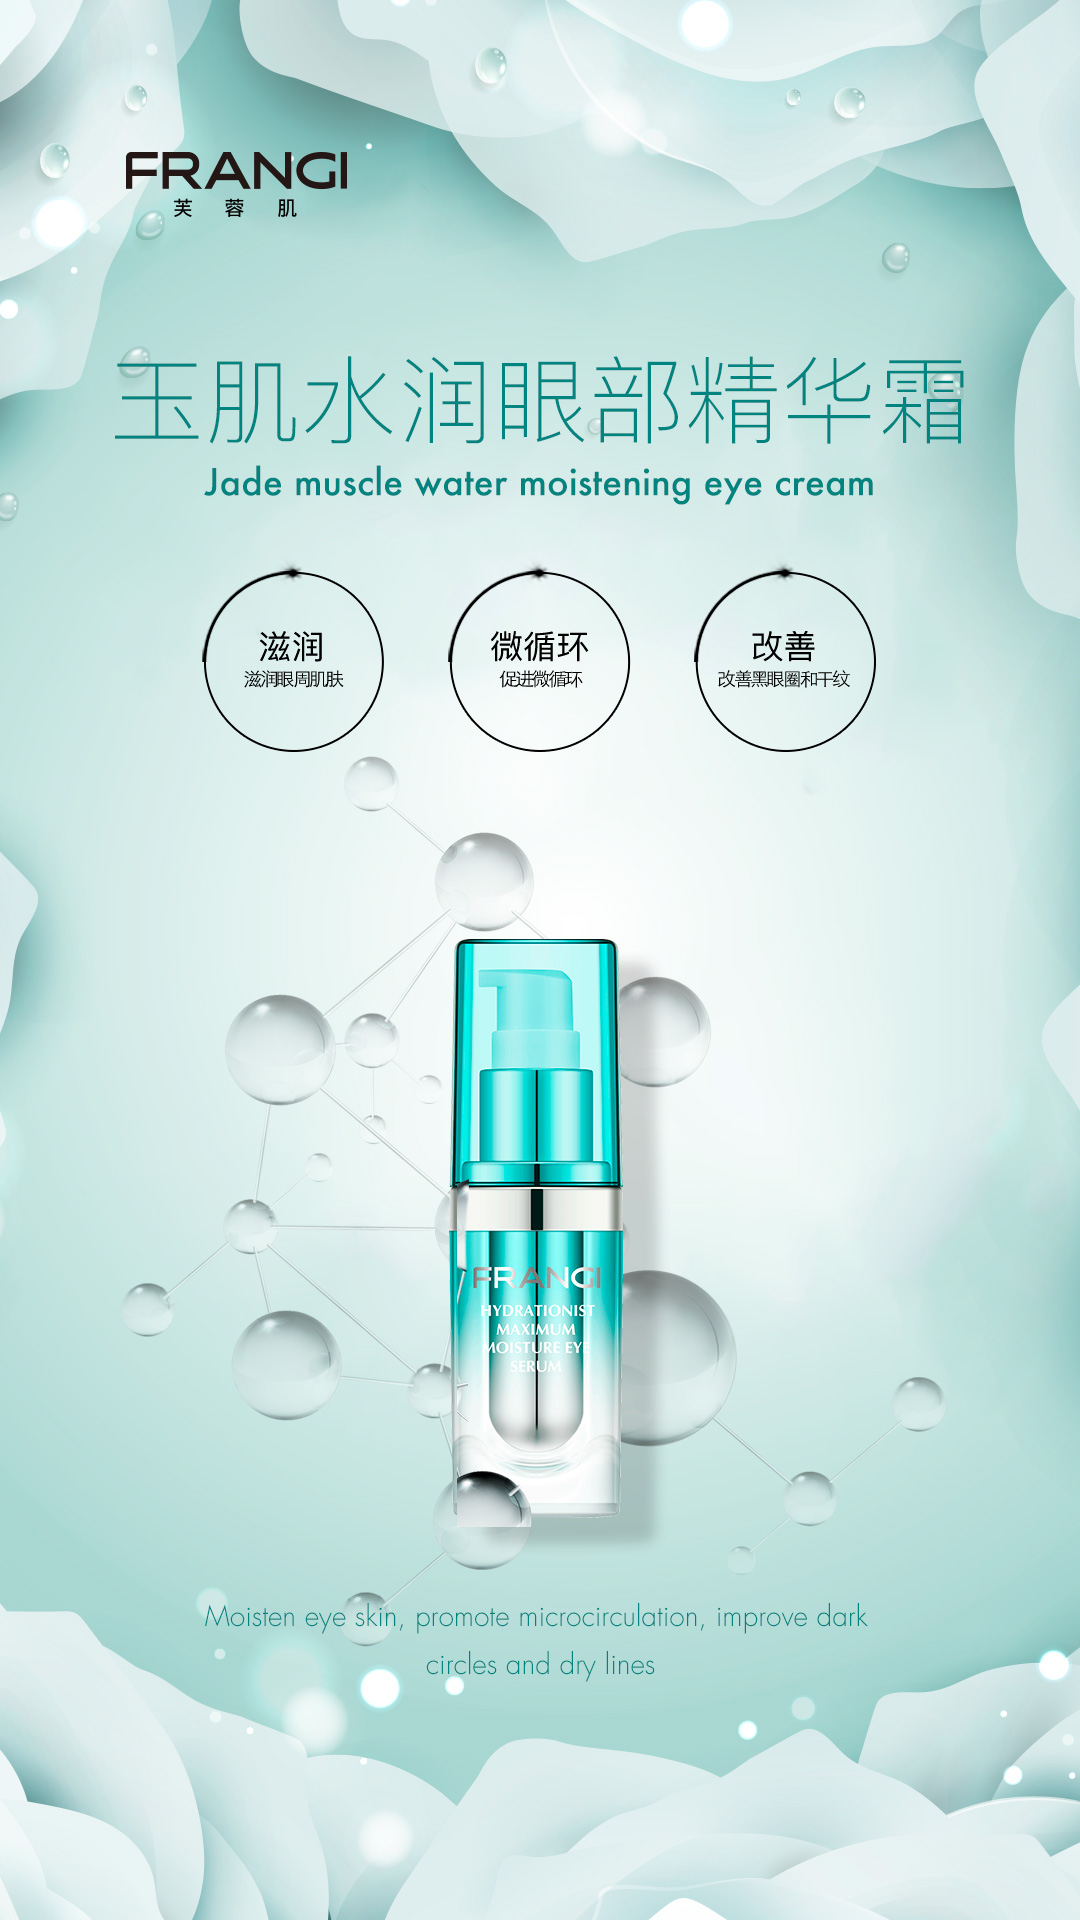 FRANGI
芙蓉肌
玉肌水润眼部精华霜
Jade muscle water moistening eye cream
滋润
滋润眼周肌肤
微循环
促进微循环
改善
改善黑眼圈和干纹
FRANGI
HYDRATIONIST
MAXIMUM
MOISTURE EYE
SERUM
Moisten eye skin, promote microcirculation, improve dark
circles and dry lines